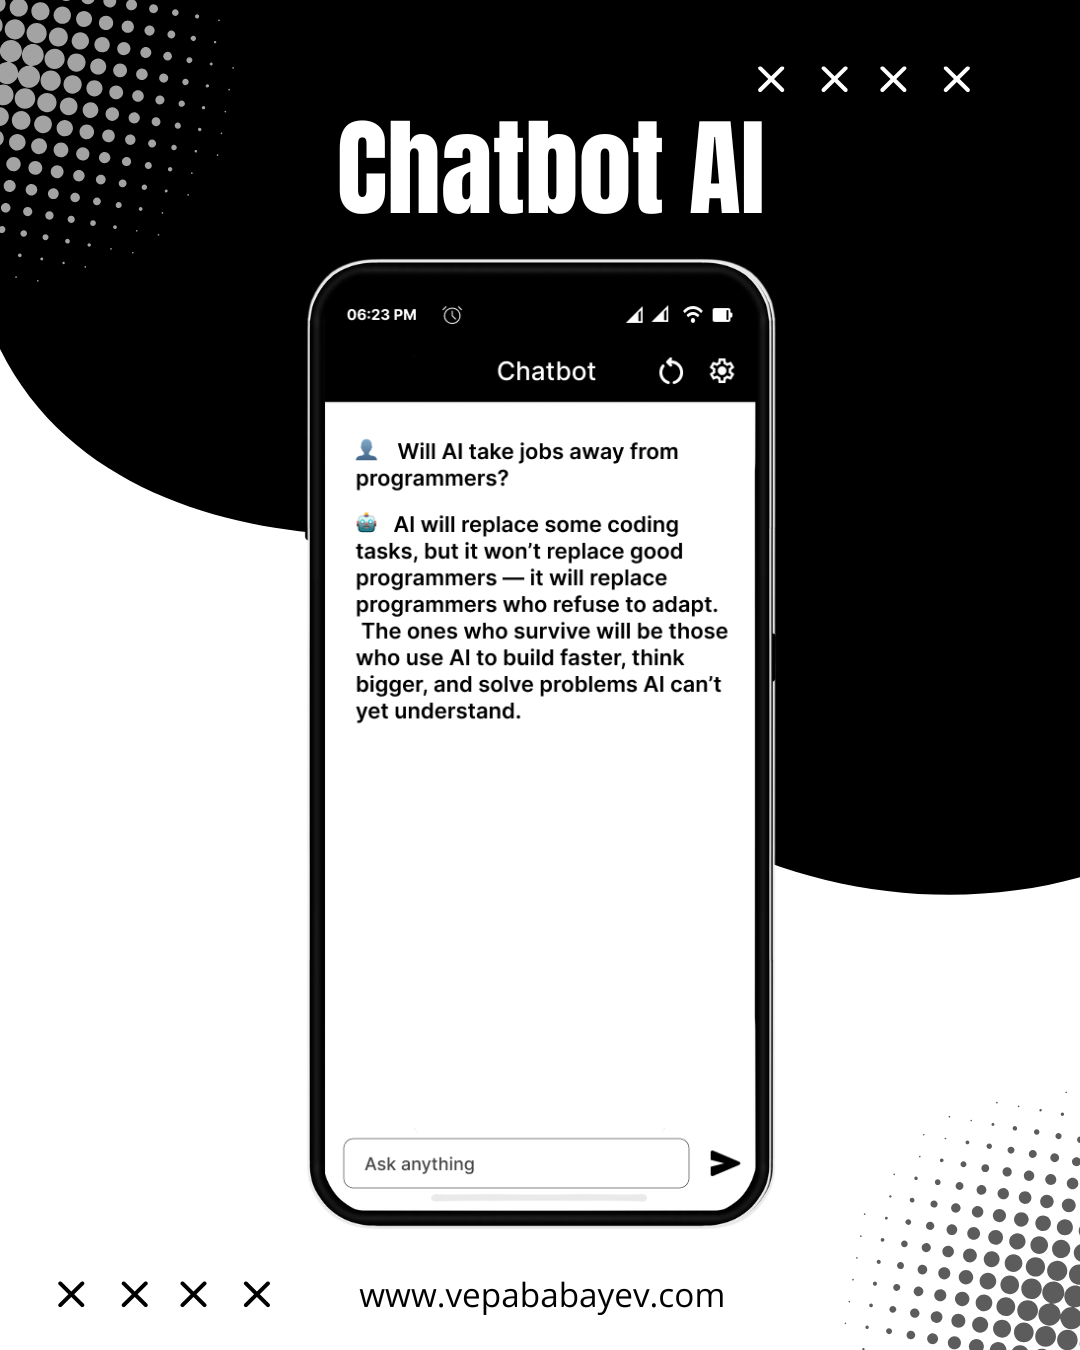 Chatbot AI
06:23 PM
Chatbot
Will AI take jobs away from
programmers?
AI will replace some coding
tasks, but it won’t replace good
programmers — it will replace
programmers who refuse to adapt.
The ones who survive will be those
who use AI to build faster, think
bigger, and solve problems AI can’t
yet understand.
Ask anything
www.vepababayev.com